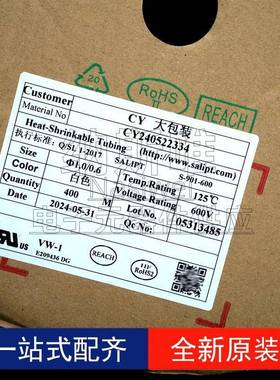 20
RoHS
REACH
Customer CY 大包装
Material No CY240522334
Heat-Shrinkable Tubing (http://www.salipt.com)
执行标准: Q/SL 1-2017 SALIPT S-901-600
Size Φ1.0/0.6 Temp.Rating 125℃
Color 白色 Voltage Rating 600V
Quantity 400 M Lot No. 05313485
Date 2024-05-31 Qc No:
US VW-1
E209436 DG
REACH
RoHS2
一站式配齐 全新原装